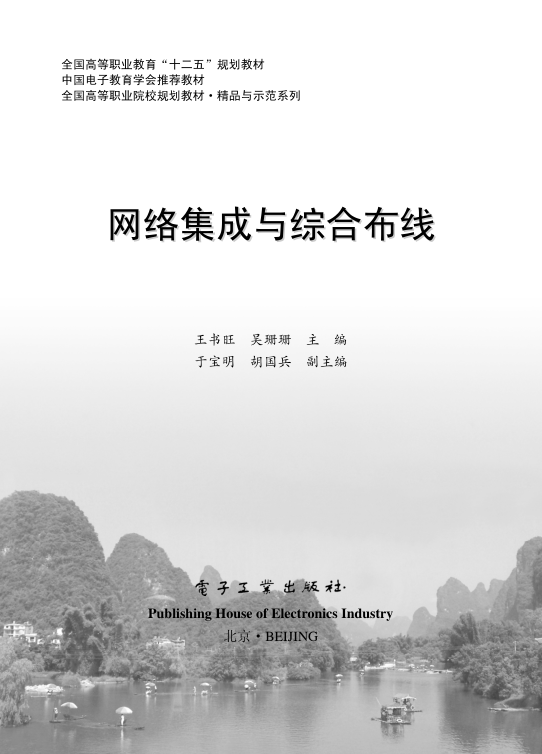 全国高等职业教育“十二五”规划教材
中国电子教育学会推荐教材
全国高等职业院校规划教材·精品与示范系列
网络集成与综合布线
王书旺 吴珊珊 主 编
于宝明 胡国兵 副主编
電子工業出版社·
Publishing House of Electronics Industry
北京·BEIJING